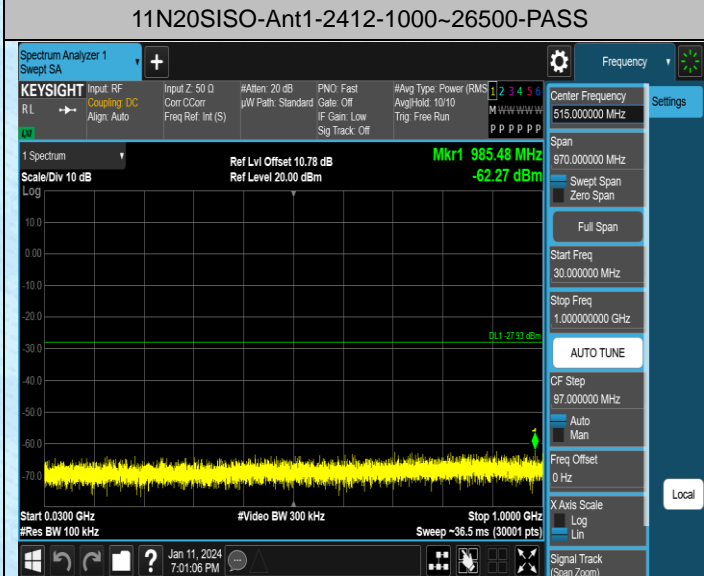 11N20SISO-Ant1-2412-1000~26500-PASS
Spectrum Analyzer 1
Swept SA
+
Frequency
KEYSIGHT
RL
LXI
Input: RF
Coupling: DC
Align: Auto
Input Z: 50 Ω
Corr CCorr
Freq Ref: Int (S)
#Atten: 20 dB
µW Path: Standard
PNO: Fast
Gate: Off
IF Gain: Low
Sig Track: Off
#Avg Type: Power (RMS
Avg|Hold: 10/10
Trig: Free Run
1 2 3 4 5 6
M W W W W W
P P P P P P
Center Frequency
515.000000 MHz
Settings
1 Spectrum
Scale/Div 10 dB
Log
Ref Lvl Offset 10.78 dB
Ref Level 20.00 dBm
Mkr1 985.48 MHz
-62.27 dBm
Span
970.000000 MHz
Swept Span
Zero Span
Full Span
Start Freq
30.000000 MHz
Stop Freq
1.000000000 GHz
AUTO TUNE
CF Step
97.000000 MHz
Auto
Man
Freq Offset
0 Hz
X Axis Scale
Log
Lin
Signal Track
(Span Zoom)
Local
10.0
0.00
-10.0
-20.0
-30.0
-40.0
-50.0
-60.0
-70.0
DL1 -27.93 dBm
1
Start 0.0300 GHz
#Res BW 100 kHz
#Video BW 300 kHz
Stop 1.0000 GHz
Sweep ~36.5 ms (30001 pts)
?
Jan 11, 2024
7:01:06 PM